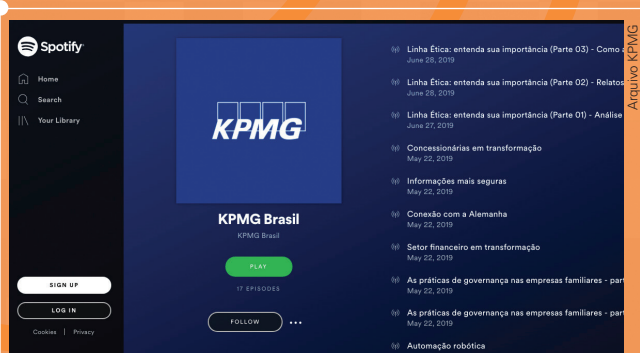 Spotify
Home
Search
Your Library
SIGN UP
LOG IN
Cookies | Privacy
KPMG
KPMG Brasil
KPMG Brasil
PLAY
17 EPISODES
FOLLOW
Linha Ética: entenda sua importância (Parte 03) - Como
June 28, 2019
Linha Ética: entenda sua importância (Parte 02) - Relatos
June 28, 2019
Linha Ética: entenda sua importância (Parte 01) - Análise
June 27, 2019
Concessionárias em transformação
May 22, 2019
Informações mais seguras
May 22, 2019
Conexão com a Alemanha
May 22, 2019
Setor financeiro em transformação
May 22, 2019
As práticas de governança nas empresas familiares - part
May 22, 2019
As práticas de governança nas empresas familiares - part
May 22, 2019
Automação robótica
Arquivo KPMG